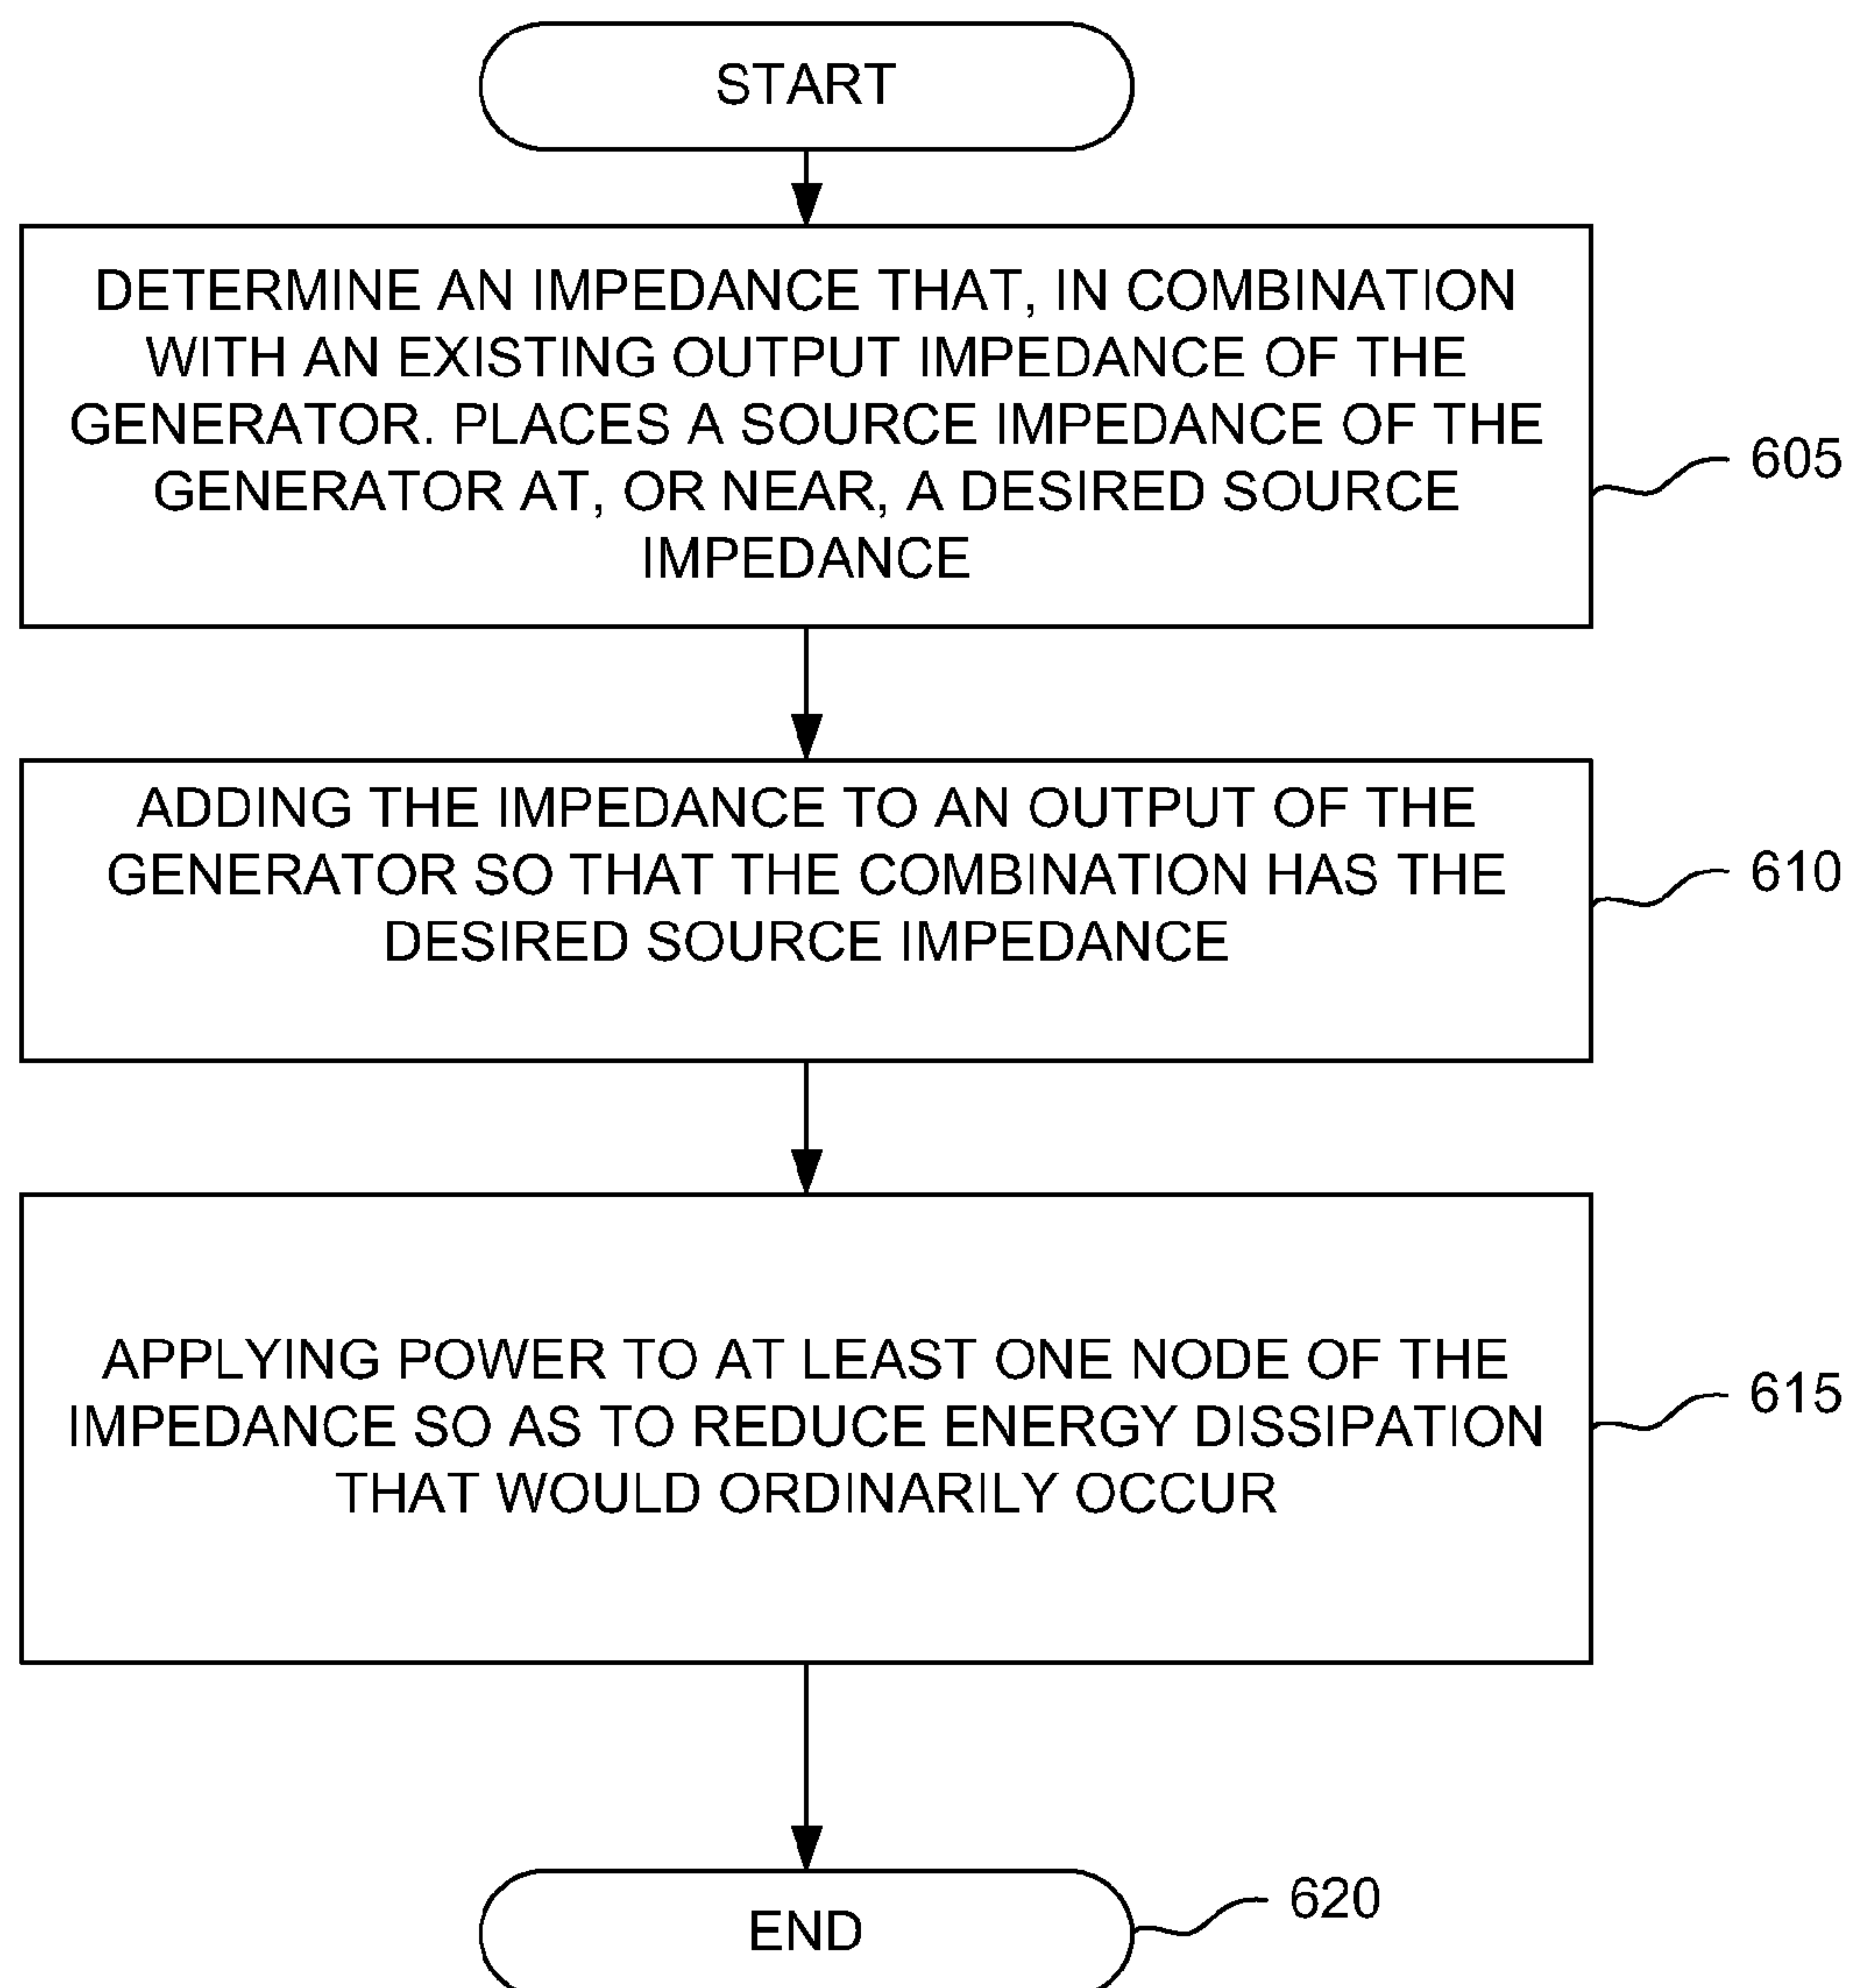 START
DETERMINE AN IMPEDANCE THAT, IN COMBINATION
WITH AN EXISTING OUTPUT IMPEDANCE OF THE
GENERATOR. PLACES A SOURCE IMPEDANCE OF THE
GENERATOR AT, OR NEAR, A DESIRED SOURCE
IMPEDANCE
605
ADDING THE IMPEDANCE TO AN OUTPUT OF THE
GENERATOR SO THAT THE COMBINATION HAS THE
DESIRED SOURCE IMPEDANCE
610
APPLYING POWER TO AT LEAST ONE NODE OF THE
IMPEDANCE SO AS TO REDUCE ENERGY DISSIPATION
THAT WOULD ORDINARILY OCCUR
615
END
620